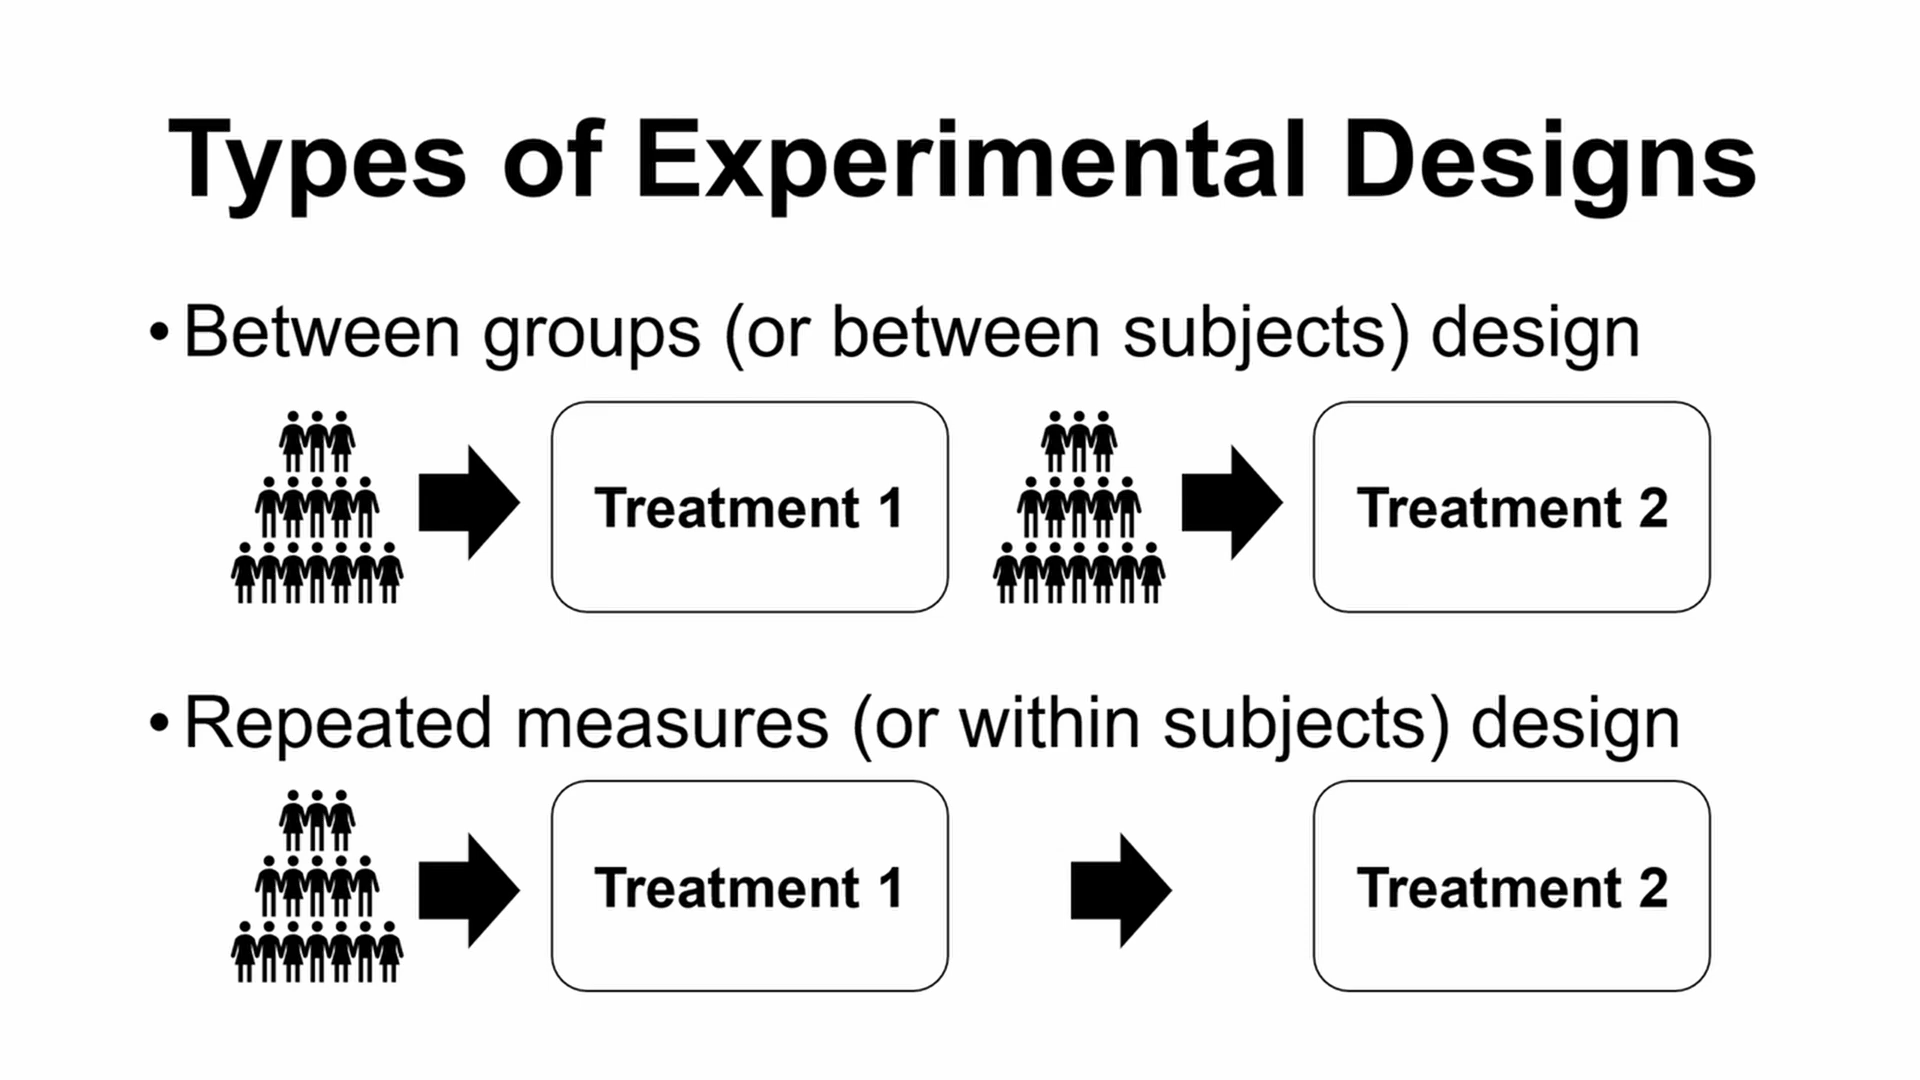 Types of Experimental Designs
• Between groups (or between subjects) design
Treatment 1
Treatment 2
• Repeated measures (or within subjects) design
Treatment 1
Treatment 2